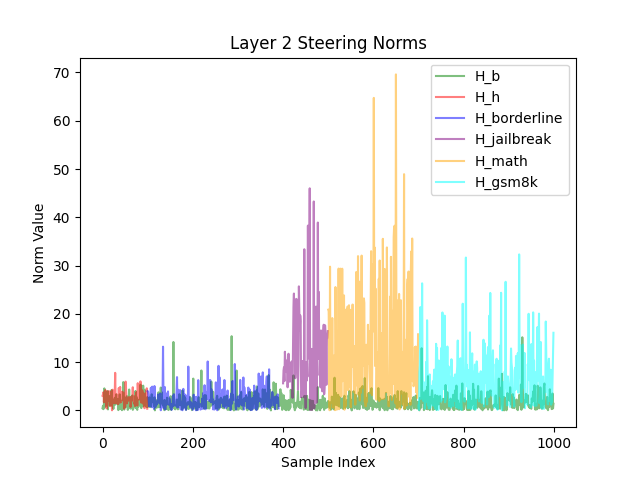 Layer 2 Steering Norms
H_b
H_h
H_borderline
H_jailbreak
H_math
H_gsm8k
Norm Value
70
60
50
40
30
20
10
0
0 200 400 600 800 1000
Sample Index